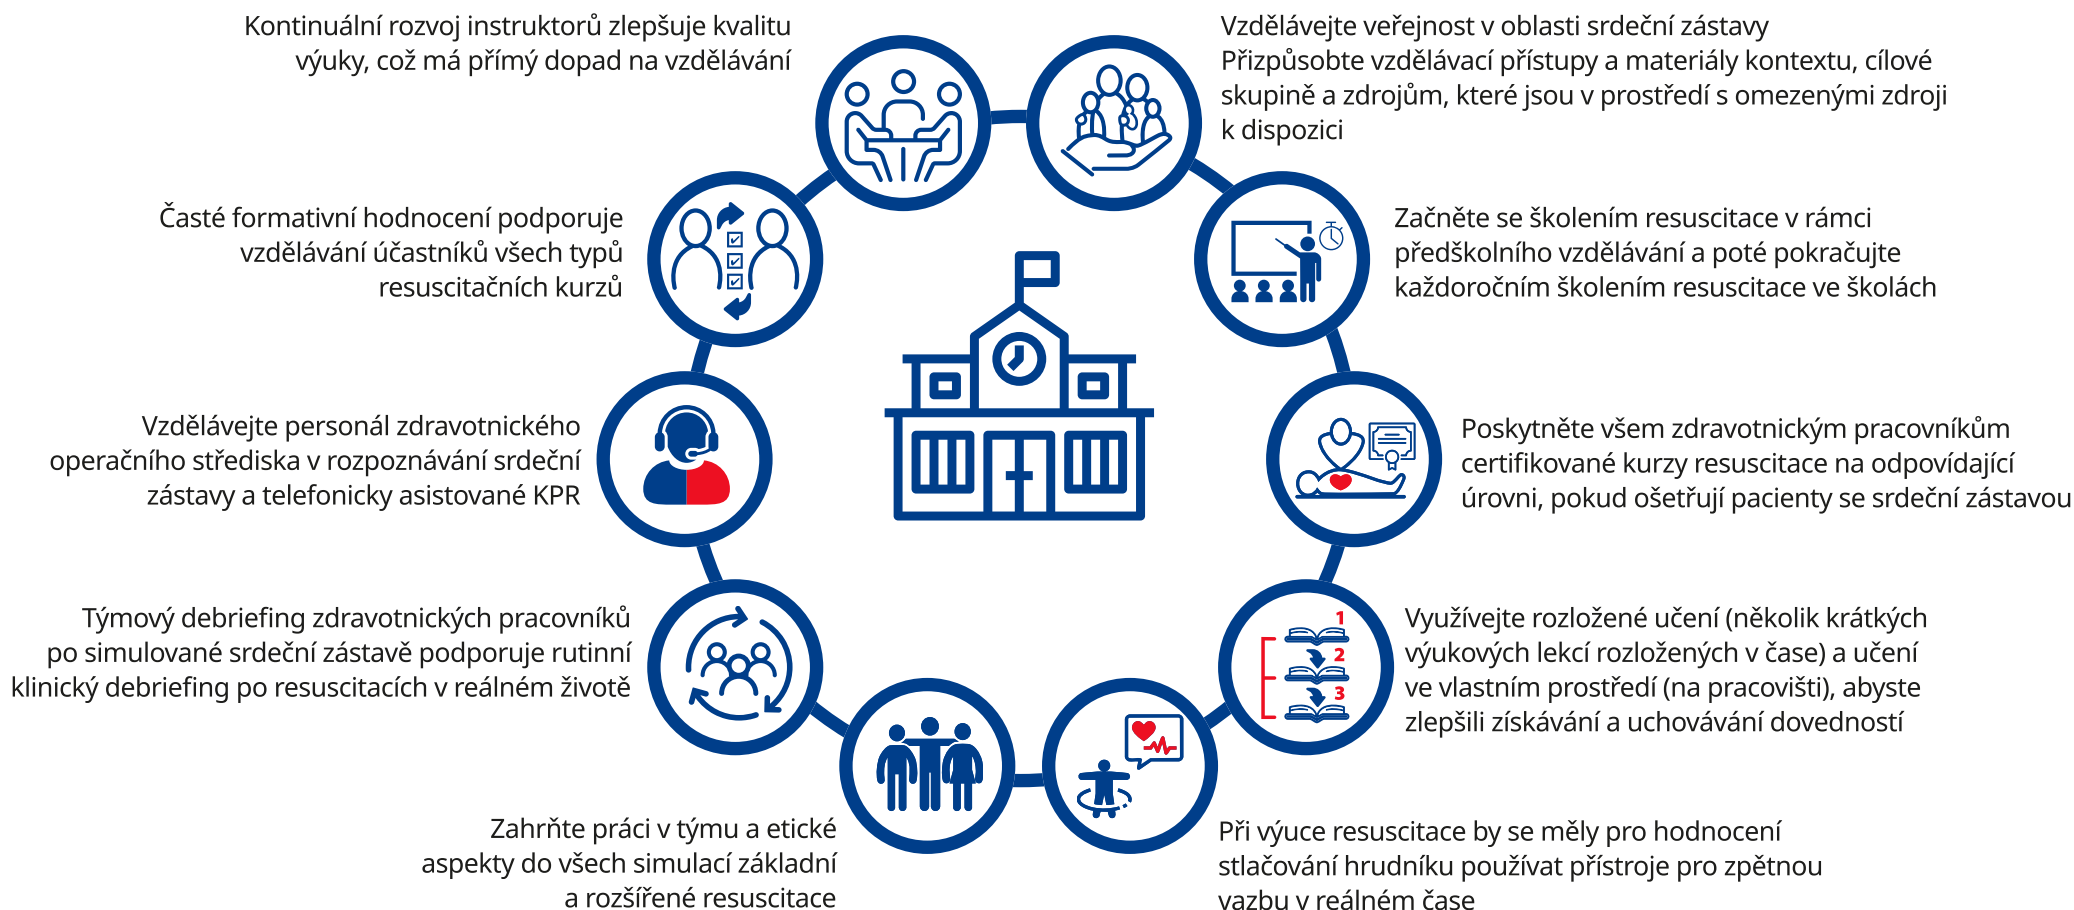 Kontinuální rozvoj instruktorů zlepšuje kvalitu
výuky, což má přímý dopad na vzdělávání
Vzdělávejte veřejnost v oblasti srdeční zástavy
Přizpůsobte vzdělávací přístupy a materiály kontextu, cílové
skupině a zdrojům, které jsou v prostředí s omezenými zdroji
k dispozici
Časté formativní hodnocení podporuje
vzdělávání účastníků všech typů
resuscitačních kurzů
Začněte se školením resuscitace v rámci
předškolního vzdělávání a poté pokračujte
každoročním školením resuscitace ve školách
Vzdělávejte personál zdravotnického
operačního střediska v rozpoznávání srdeční
zástavy a telefonicky asistované KPR
Poskytněte všem zdravotnickým pracovníkům
certifikované kurzy resuscitace na odpovídající
úrovni, pokud ošetřují pacienty se srdeční zástavou
Týmový debriefing zdravotnických pracovníků
po simulované srdeční zástavě podporuje rutinní
klinický debriefing po resuscitacích v reálném životě
1
2
3
Využívejte rozložené učení (několik krátkých
výukových lekcí rozložených v čase) a učení
ve vlastním prostředí (na pracovišti), abyste
zlepšili získávání a uchovávání dovedností
Zahrňte práci v týmu a etické
aspekty do všech simulací základní
a rozšířené resuscitace
Při výuce resuscitace by se měly pro hodnocení
stlačování hrudníku používat přístroje pro zpětnou
vazbu v reálném čase